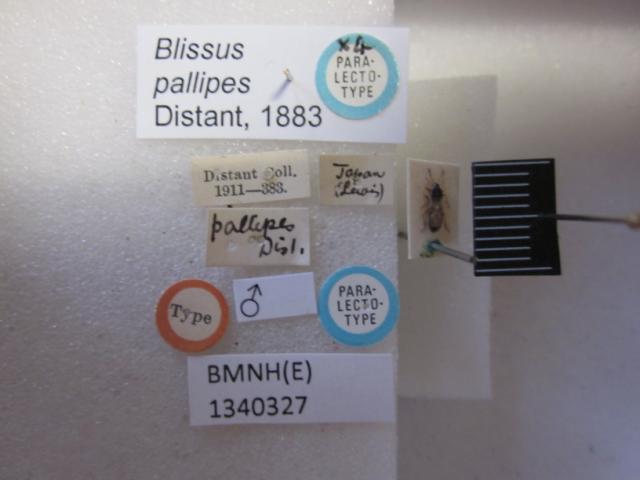 Blissus
pallipes
Distant, 1883
x4
PARA-
LECTO-
TYPE
Distant Coll.
1911—383.
Japan
(Lewis)
pallipes
Dist.
Type
♂
PARA-
LECTO-
TYPE
BMNH(E)
1340327